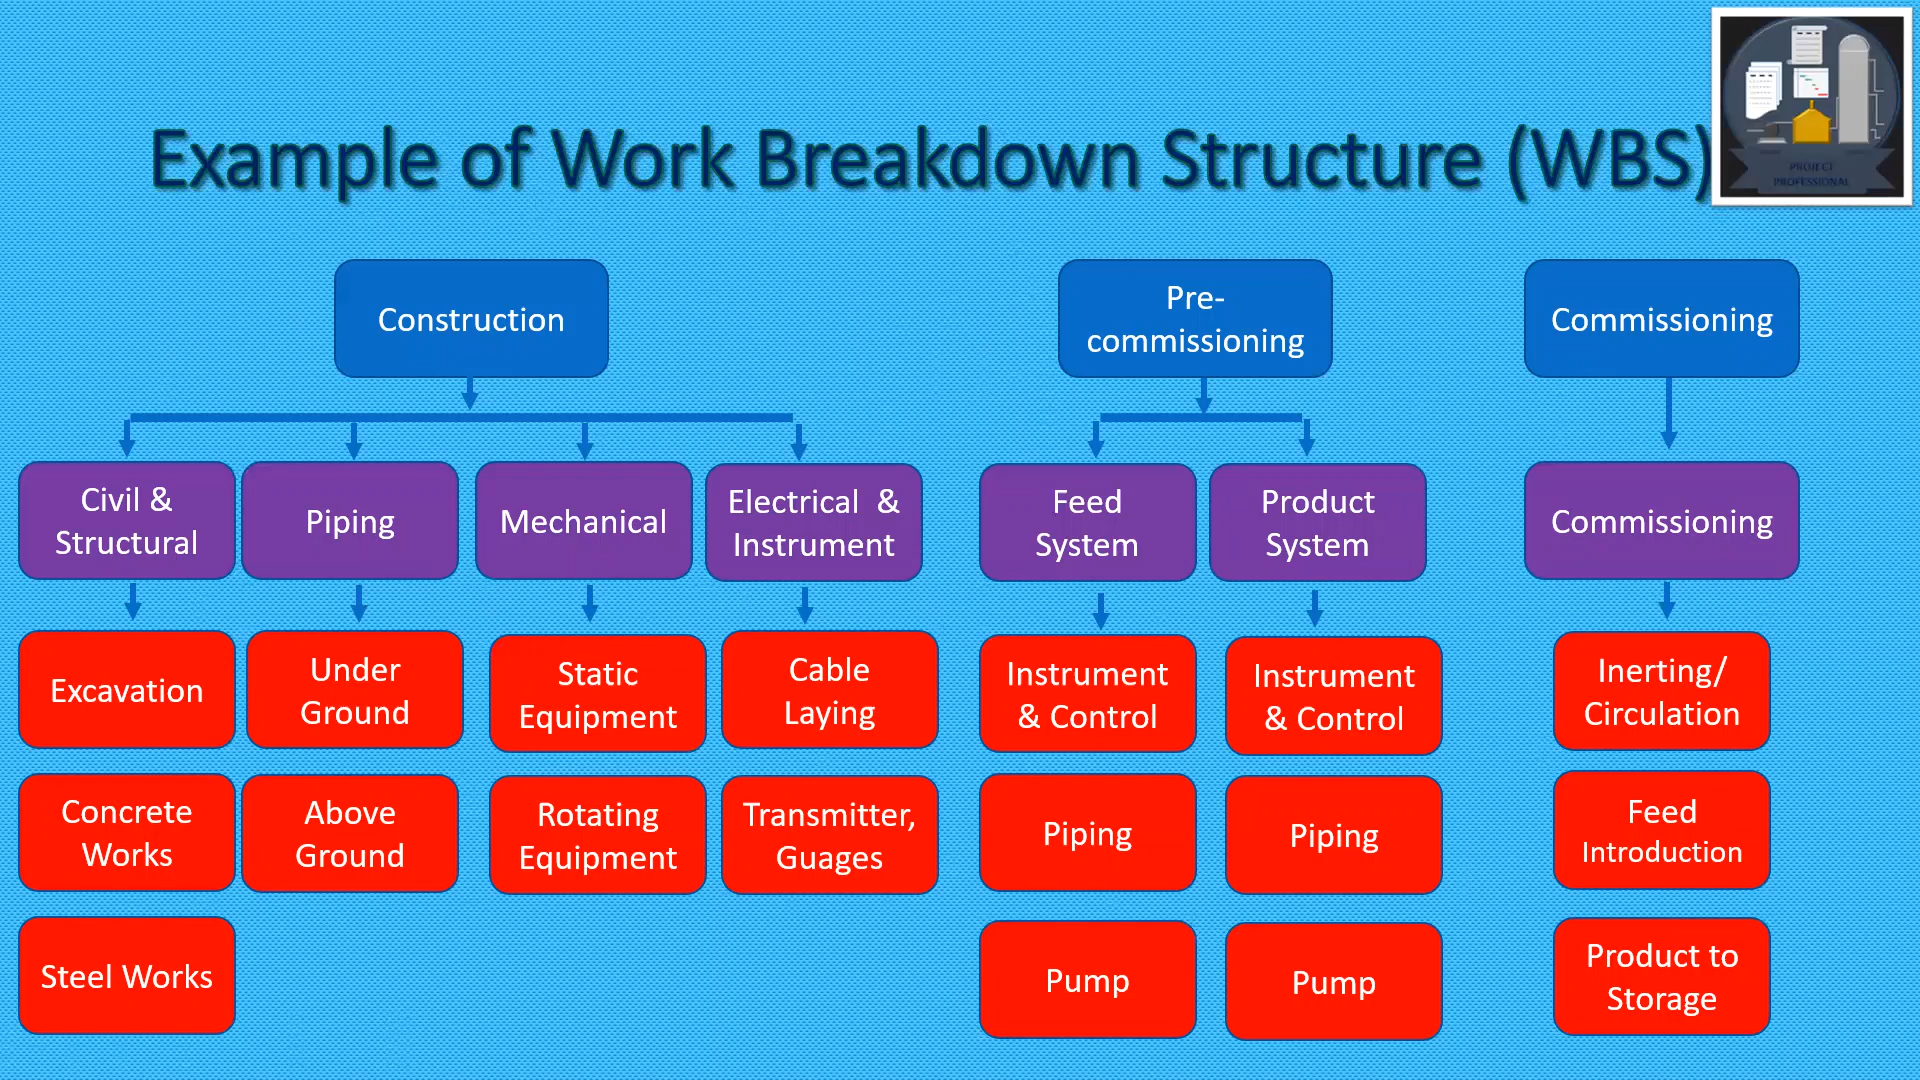 Example of Work Breakdown Structure (WBS)
PROJECT
PROFESSIONAL
Construction
Pre-
commissioning
Commissioning
Civil &
Structural
Piping
Mechanical
Electrical &
Instrument
Feed
System
Product
System
Commissioning
Excavation
Under
Ground
Static
Equipment
Cable
Laying
Instrument
& Control
Instrument
& Control
Inerting/
Circulation
Concrete
Works
Above
Ground
Rotating
Equipment
Transmitter,
Guages
Piping
Piping
Feed
Introduction
Steel Works
Pump
Pump
Product to
Storage